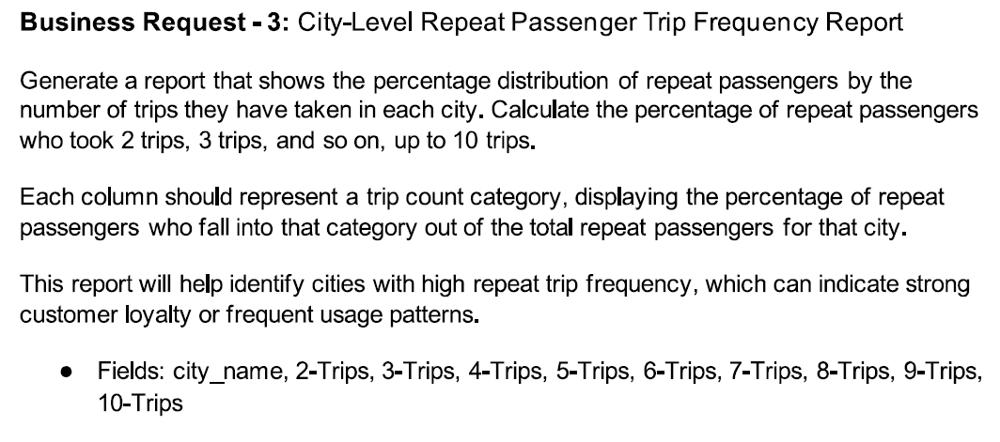 Business Request - 3: City-Level Repeat Passenger Trip Frequency Report
Generate a report that shows the percentage distribution of repeat passengers by the
number of trips they have taken in each city. Calculate the percentage of repeat passengers
who took 2 trips, 3 trips, and so on, up to 10 trips.
Each column should represent a trip count category, displaying the percentage of repeat
passengers who fall into that category out of the total repeat passengers for that city.
This report will help identify cities with high repeat trip frequency, which can indicate strong
customer loyalty or frequent usage patterns.
● Fields: city_name, 2-Trips, 3-Trips, 4-Trips, 5-Trips, 6-Trips, 7-Trips, 8-Trips, 9-Trips,
10-Trips